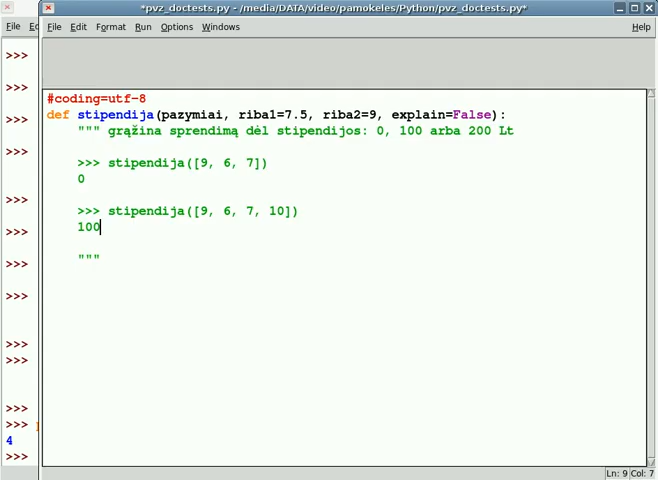 *pvz_doctests.py - /media/DATA/video/pamokeles/Python/pvz_doctests.py*
File Ed
File Edit Format Run Options Windows Help
#coding=utf-8
def stipendija(pazymiai, riba1=7.5, riba2=9, explain=False):
""" grąžina sprendimą dėl stipendijos: 0, 100 arba 200 Lt
>>> stipendija([9, 6, 7])
0
>>> stipendija([9, 6, 7, 10])
100
"""
>>>
>>>
>>>
>>>
>>>
>>>
>>>
>>>
>>>
>>>
>>>
>>>
4
>>>
Ln: 9 Col: 7